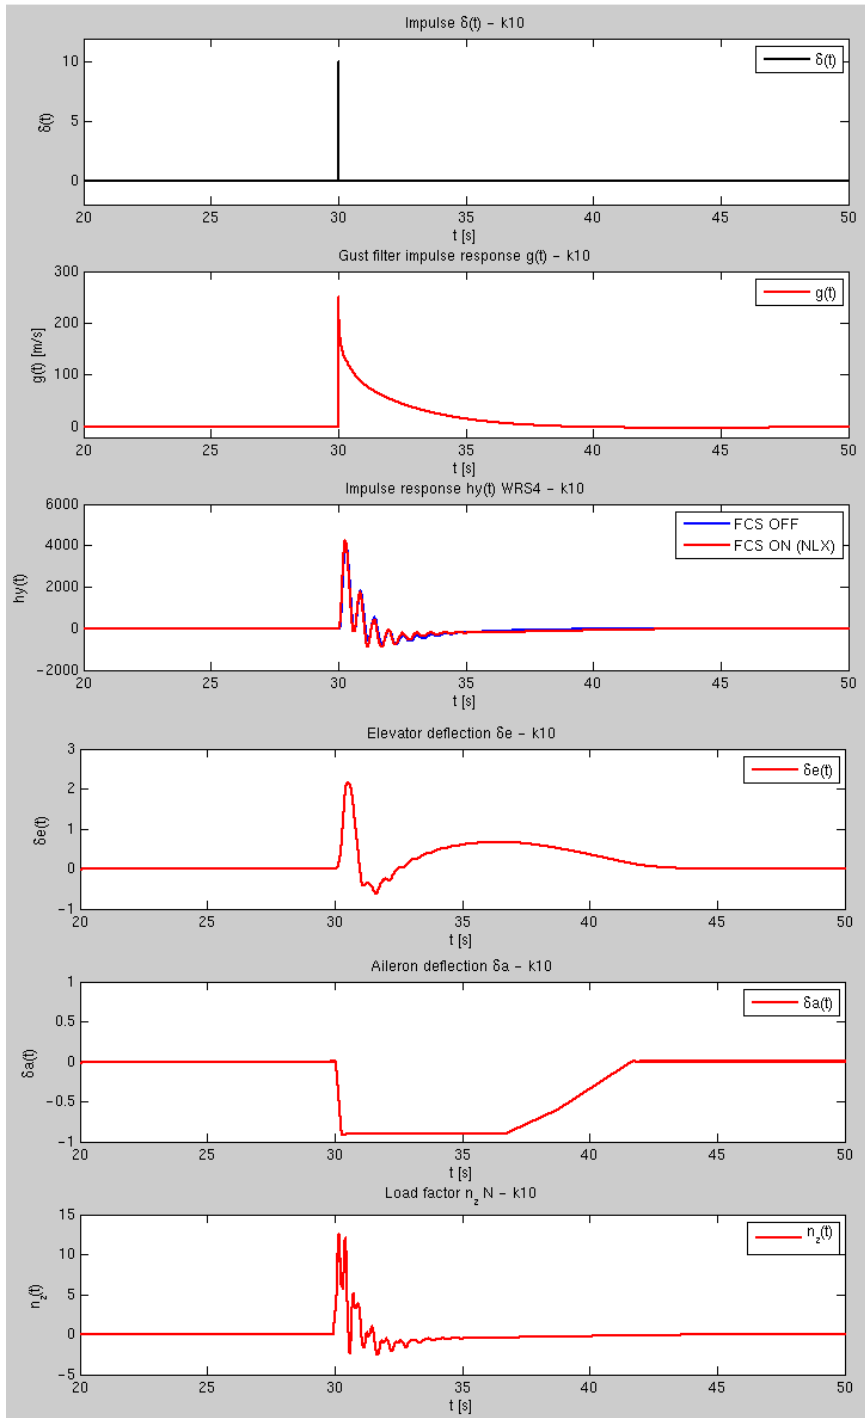 Impulse δ(t) − k10
10
5
0
δ(t)
δ(t)
20 25 30 35 40 45 50
t [s]
Gust filter impulse response g(t) − k10
300
200
100
0
g(t) [m/s]
g(t)
20 25 30 35 40 45 50
t [s]
Impulse response hy(t) WRS4 − k10
6000
4000
2000
0
−2000
hy(t)
FCS OFF
FCS ON (NLX)
20 25 30 35 40 45 50
t [s]
Elevator deflection δe − k10
3
2
1
0
−1
δe(t)
δe(t)
20 25 30 35 40 45 50
t [s]
Aileron deflection δa − k10
1
0.5
0
−0.5
−1
δa(t)
δa(t)
20 25 30 35 40 45 50
t [s]
Load factor n_z N − k10
15
10
5
0
−5
n_z(t)
n_z(t)
20 25 30 35 40 45 50
t [s]